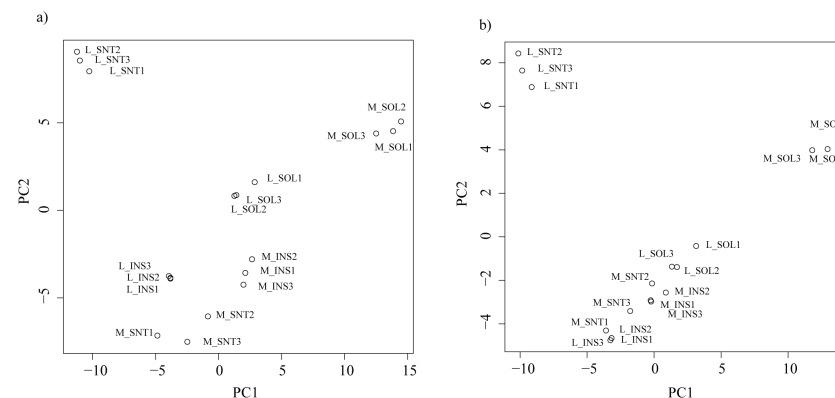 a)
L_SNT2
L_SNT3
L_SNT1
M_SOL2
M_SOL3
M_SOL1
L_SOL1
L_SOL3
L_SOL2
M_INS2
L_INS3
M_INS1
L_INS2
M_INS3
L_INS1
M_SNT2
M_SNT1
M_SNT3
5
0
−5
PC2
−10
−5
0
5
10
15
PC1
b)
L_SNT2
L_SNT3
L_SNT1
M_SO
M_SOL3
M_SO
L_SOL1
L_SOL3
L_SOL2
M_SNT2
M_INS2
M_SNT3
M_INS1
M_INS3
M_SNT1
L_INS2
L_INS3
L_INS1
8
6
4
2
0
−2
−4
PC2
−10
−5
0
5
10
PC1